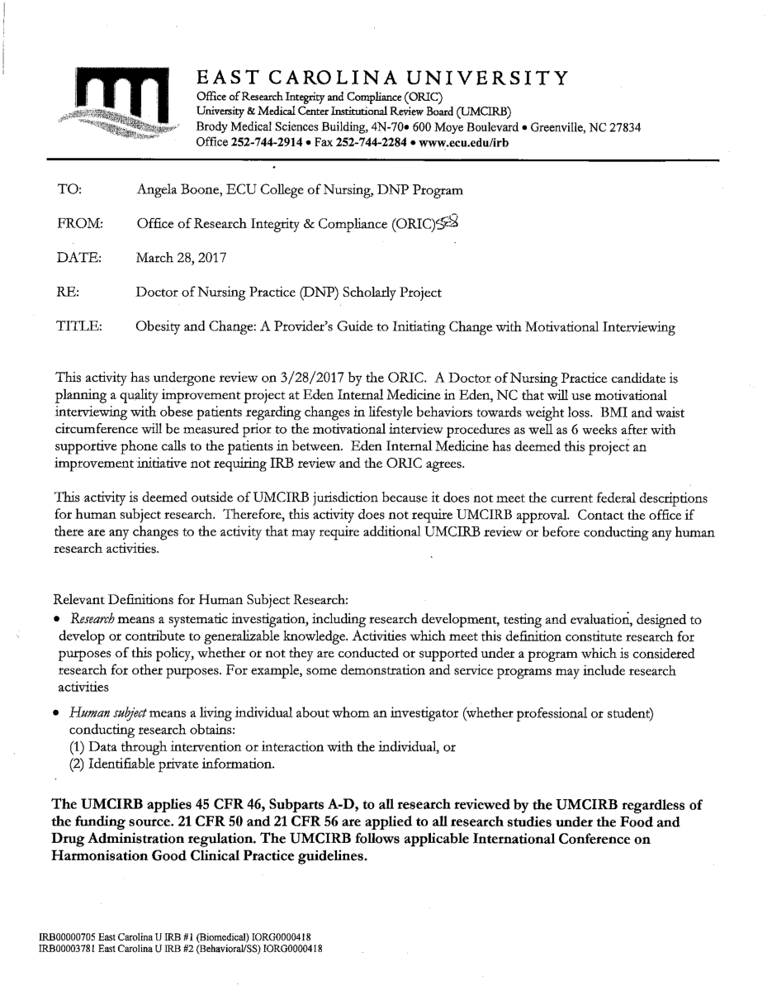 EAST CAROLINA UNIVERSITY
Office of Research Integrity and Compliance (ORIC)
University & Medical Center Institutional Review Board (UMCIRB)
Brody Medical Sciences Building, 4N-70• 600 Moye Boulevard • Greenville, NC 27834
Office 252-744-2914 • Fax 252-744-2284 • www.ecu.edu/irb
TO: Angela Boone, ECU College of Nursing, DNP Program
FROM: Office of Research Integrity & Compliance (ORIC)
DATE: March 28, 2017
RE: Doctor of Nursing Practice (DNP) Scholarly Project
TITLE: Obesity and Change: A Provider's Guide to Initiating Change with Motivational Interviewing
This activity has undergone review on 3/28/2017 by the ORIC. A Doctor of Nursing Practice candidate is
planning a quality improvement project at Eden Internal Medicine in Eden, NC that will use motivational
interviewing with obese patients regarding changes in lifestyle behaviors towards weight loss. BMI and waist
circumference will be measured prior to the motivational interview procedures as well as 6 weeks after with
supportive phone calls to the patients in between. Eden Internal Medicine has deemed this project an
improvement initiative not requiring IRB review and the ORIC agrees.
This activity is deemed outside of UMCIRB jurisdiction because it does not meet the current federal descriptions
for human subject research. Therefore, this activity does not require UMCIRB approval. Contact the office if
there are any changes to the activity that may require additional UMCIRB review or before conducting any human
research activities.
Relevant Definitions for Human Subject Research:
• Research means a systematic investigation, including research development, testing and evaluation, designed to
develop or contribute to generalizable knowledge. Activities which meet this definition constitute research for
purposes of this policy, whether or not they are conducted or supported under a program which is considered
research for other purposes. For example, some demonstration and service programs may include research
activities
• Human subject means a living individual about whom an investigator (whether professional or student)
conducting research obtains:
(1) Data through intervention or interaction with the individual, or
(2) Identifiable private information.
The UMCIRB applies 45 CFR 46, Subparts A-D, to all research reviewed by the UMCIRB regardless of
the funding source. 21 CFR 50 and 21 CFR 56 are applied to all research studies under the Food and
Drug Administration regulation. The UMCIRB follows applicable International Conference on
Harmonisation Good Clinical Practice guidelines.
IRB00000705 East Carolina U IRB #1 (Biomedical) IORG0000418
IRB00003781 East Carolina U IRB #2 (Behavioral/SS) IORG0000418